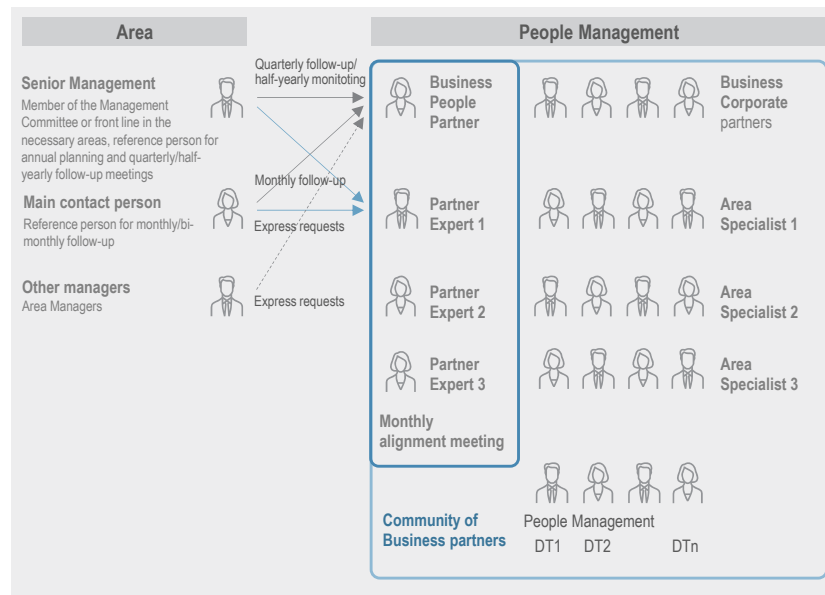 Area
People Management
Senior Management
Member of the Management
Committee or front line in the
necessary areas, reference person for
annual planning and quarterly/half-
yearly follow-up meetings
Main contact person
Reference person for monthly/bi-
monthly follow-up
Other managers
Area Managers
Quarterly follow-up/
half-yearly monitoting
Monthly follow-up
Express requests
Express requests
Business
People
Partner
Business
Corporate
partners
Partner
Expert 1
Area
Specialist 1
Partner
Expert 2
Area
Specialist 2
Partner
Expert 3
Area
Specialist 3
Monthly
alignment meeting
Community of
Business partners
People Management
DT1 DT2 DTn